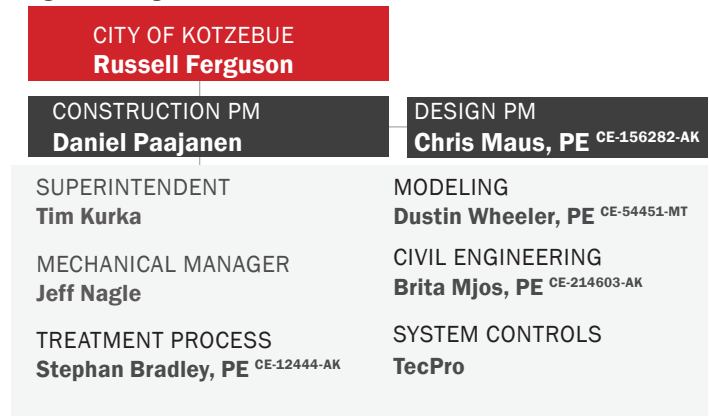 CITY OF KOTZEBUE
Russell Ferguson
CONSTRUCTION PM
Daniel Paajanen
DESIGN PM
Chris Maus, PE CE-156282-AK
SUPERINTENDENT
Tim Kurka
MECHANICAL MANAGER
Jeff Nagle
TREATMENT PROCESS
Stephan Bradley, PE CE-12444-AK
MODELING
Dustin Wheeler, PE CE-54451-MT
CIVIL ENGINEERING
Brita Mjos, PE CE-214603-AK
SYSTEM CONTROLS
TecPro